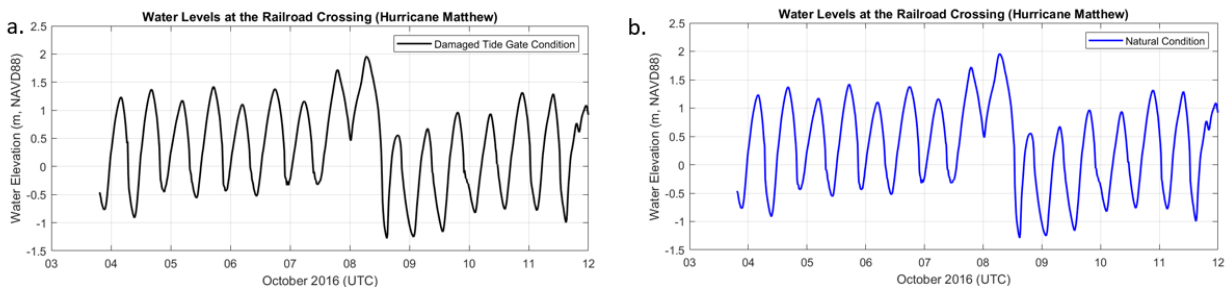 a.
Water Levels at the Railroad Crossing (Hurricane Matthew)
Damaged Tide Gate Condition
Water Elevation (m, NAVD88)
2.5
2
1.5
1
0.5
0
-0.5
-1
-1.5
03 04 05 06 07 08 09 10 11 12
October 2016 (UTC)
b.
Water Levels at the Railroad Crossing (Hurricane Matthew)
Natural Condition
Water Elevation (m, NAVD88)
2.5
2
1.5
1
0.5
0
-0.5
-1
-1.5
03 04 05 06 07 08 09 10 11 12
October 2016 (UTC)